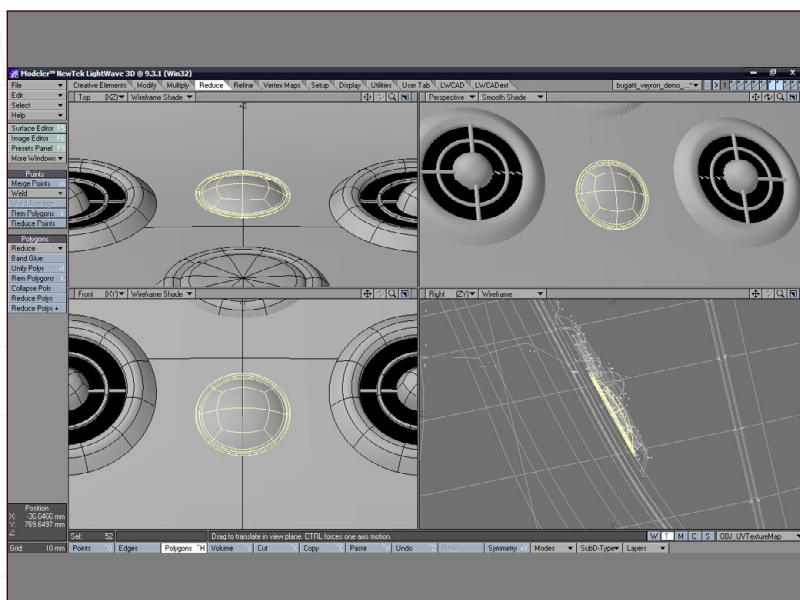 Modeler™ NewTek LightWave 3D ® 9.3.1 (Win32)
File Creative Elements Modify Multiply Reduce Refine Vertex Maps Setup Display Utilities User Tab LWCAD LWCADext bugatti_veyron_demo_... 1
Edit
Select
Help
Surface Editor
Image Editor
Presets Panel
More Windows
Points
Merge Points
Weld
Weld Average
Rem Polygons
Reduce Points
Polygons
Reduce
Band Glue
Unify Polys
Rem Polygons
Collapse Pols
Reduce Polys
Reduce Polys +
Top (XZ) Wireframe Shade
Perspective Smooth Shade
Front (XY) Wireframe Shade
Right (ZY) Wireframe
Position
X: -36.6466 mm
Y: 769.6497 mm
Z:
Sel: 52 Drag to translate in view plane. CTRL forces one axis motion. W T M C S OBJ_UVTextureMap
Grid: 10 mm Points Edges Polygons ^H Volume Cut Copy Paste Undo Redo Symmetry Modes SubD-Type Layers